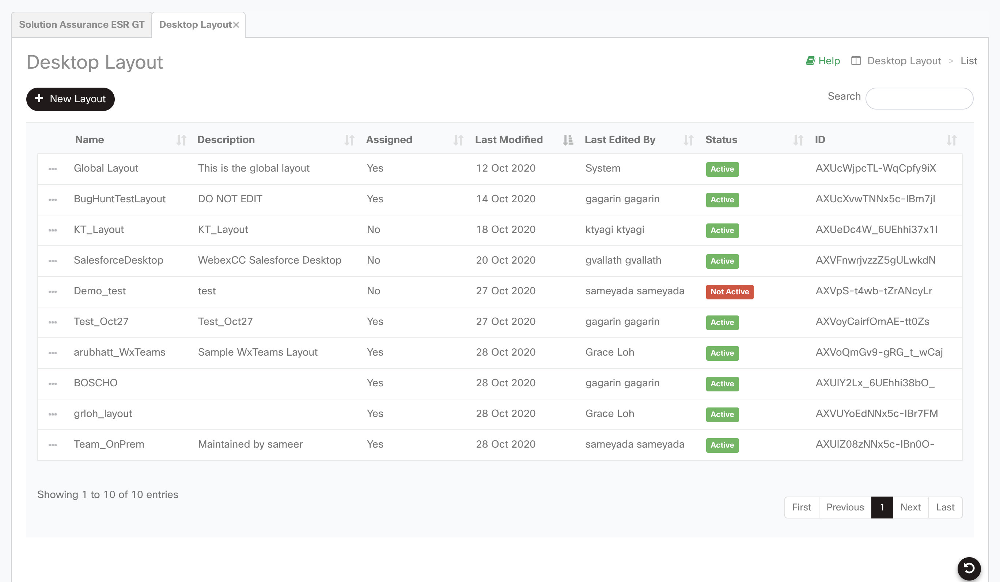 Solution Assurance ESR GT
Desktop Layout
Desktop Layout
Help Desktop Layout > List
+ New Layout
Search
Name Description Assigned Last Modified Last Edited By Status ID
Global Layout This is the global layout Yes 12 Oct 2020 System Active AXUcWjpcTL-WqCpfy9iX
BugHuntTestLayout DO NOT EDIT Yes 14 Oct 2020 gagarin gagarin Active AXUcXvwTNNx5c-lBm7jl
KT_Layout KT_Layout No 18 Oct 2020 ktyagi ktyagi Active AXUeDc4W_6UEhhi37x1l
SalesforceDesktop WebexCC Salesforce Desktop No 20 Oct 2020 gvallath gvallath Active AXVFnwrjvzzZ5gULwkdN
Demo_test test No 27 Oct 2020 sameyada sameyada Not Active AXVpS-t4wb-tZrANcyLr
Test_Oct27 Test_Oct27 Yes 27 Oct 2020 gagarin gagarin Active AXVoyCairfOmAE-tt0Zs
arubhatt_WxTeams Sample WxTeams Layout Yes 28 Oct 2020 Grace Loh Active AXVoQmGv9-gRG_t_wCaj
BOSCHO Yes 28 Oct 2020 gagarin gagarin Active AXUlY2Lx_6UEhhi38bO_
grloh_layout Yes 28 Oct 2020 Grace Loh Active AXVUYoEdNNx5c-lBr7FM
Team_OnPrem Maintained by sameer Yes 28 Oct 2020 sameyada sameyada Active AXUlZ08zNNx5c-lBn0O-
Showing 1 to 10 of 10 entries
First Previous 1 Next Last